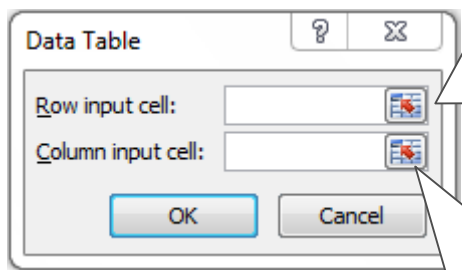 Data Table
Row input cell:
Column input cell:
OK
Cancel